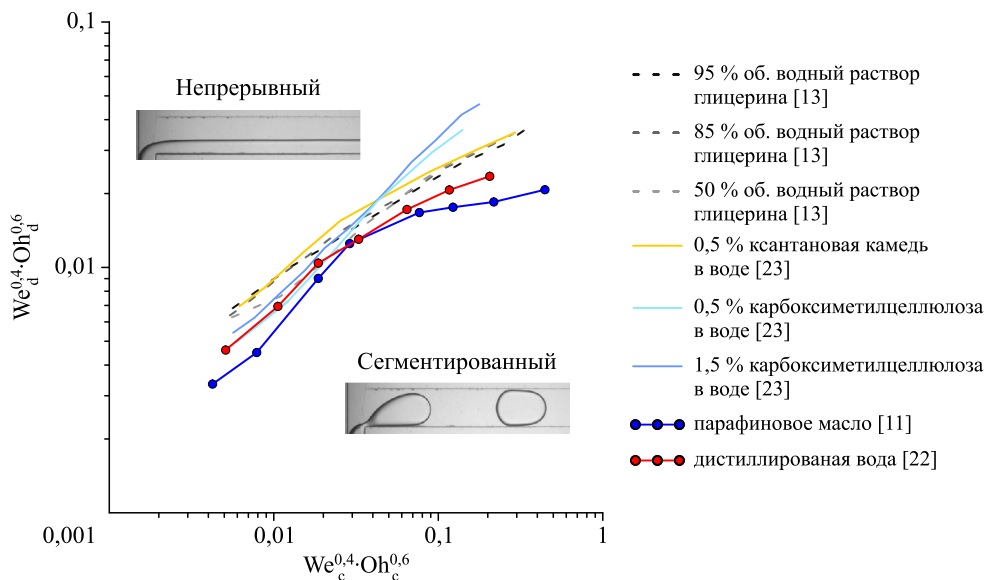 0,1
Непрерывный
0,01
We_d^0,4·Oh_d^0,6
Сегментированный
0,001
0,01
0,1
1
We_c^0,4·Oh_c^0,6
95 % об. водный раствор
глицерина [13]
85 % об. водный раствор
глицерина [13]
50 % об. водный раствор
глицерина [13]
0,5 % ксантановая камедь
в воде [23]
0,5 % карбоксиметилцеллюлоза
в воде [23]
1,5 % карбоксиметилцеллюлоза
в воде [23]
парафиновое масло [11]
дистиллированая вода [22]